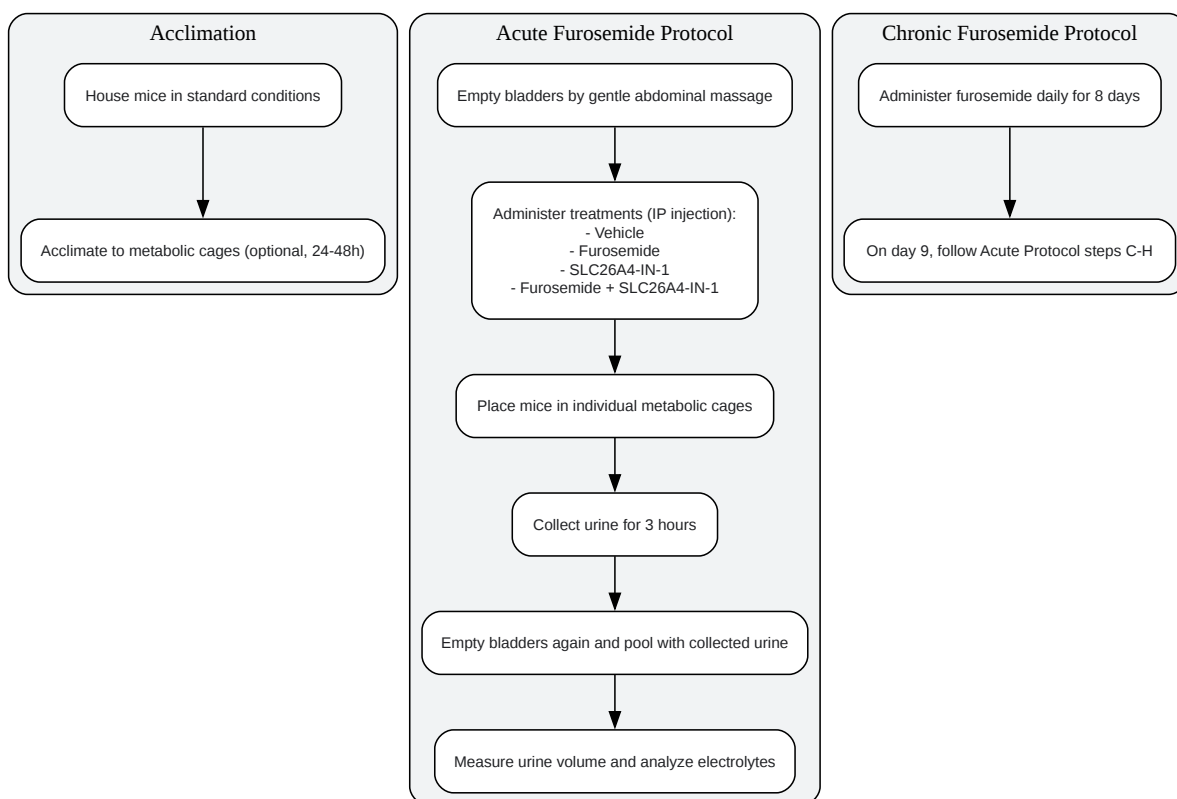 Acclimation
House mice in standard conditions
Acclimate to metabolic cages (optional, 24-48h)
Acute Furosemide Protocol
Empty bladders by gentle abdominal massage
Administer treatments (IP injection):
- Vehicle
- Furosemide
- SLC26A4-IN-1
- Furosemide + SLC26A4-IN-1
Place mice in individual metabolic cages
Collect urine for 3 hours
Empty bladders again and pool with collected urine
Measure urine volume and analyze electrolytes
Chronic Furosemide Protocol
Administer furosemide daily for 8 days
On day 9, follow Acute Protocol steps C-H